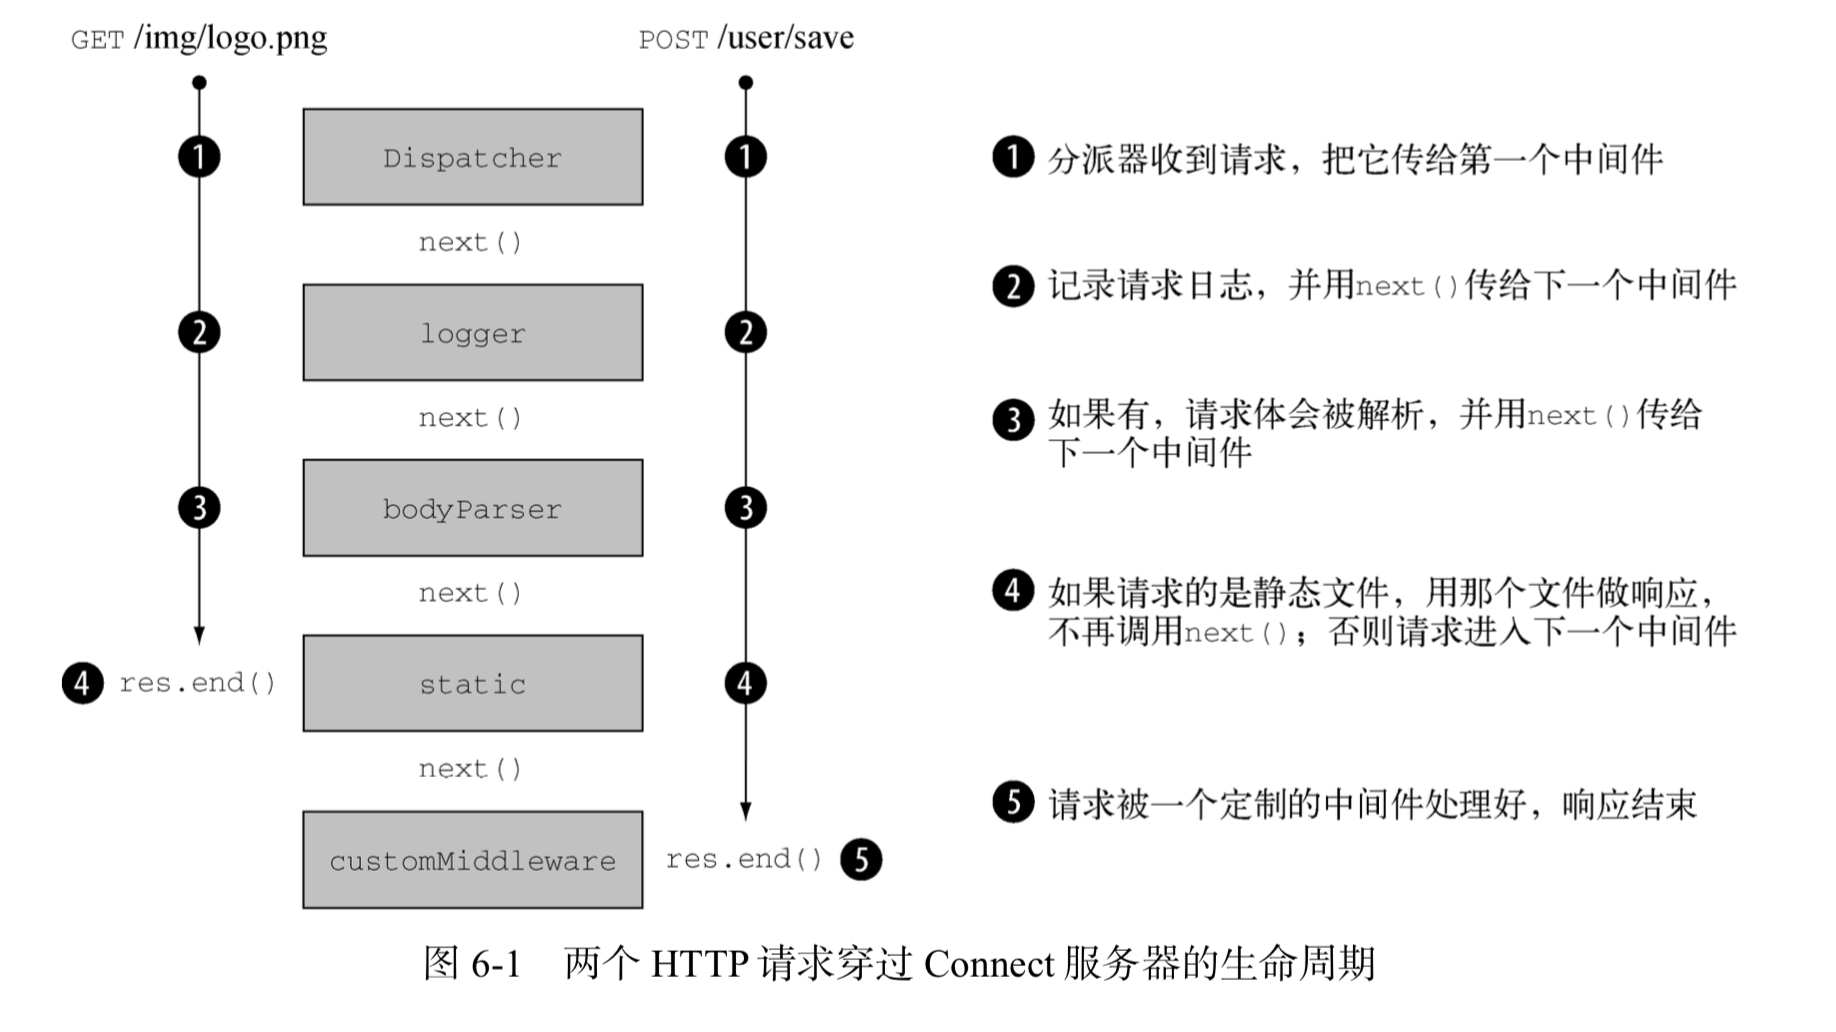 GET /img/logo.png
POST /user/save
1
Dispatcher
1
next()
2
logger
2
next()
3
bodyParser
3
next()
4 res.end()
static
4
next()
customMiddleware
res.end() 5
1 分派器收到请求，把它传给第一个中间件
2 记录请求日志，并用next()传给下一个中间件
3 如果有，请求体会被解析，并用next()传给
下一个中间件
4 如果请求的是静态文件，用那个文件做响应，
不再调用next()；否则请求进入下一个中间件
5 请求被一个定制的中间件处理好，响应结束
图 6-1 两个 HTTP 请求穿过 Connect 服务器的生命周期